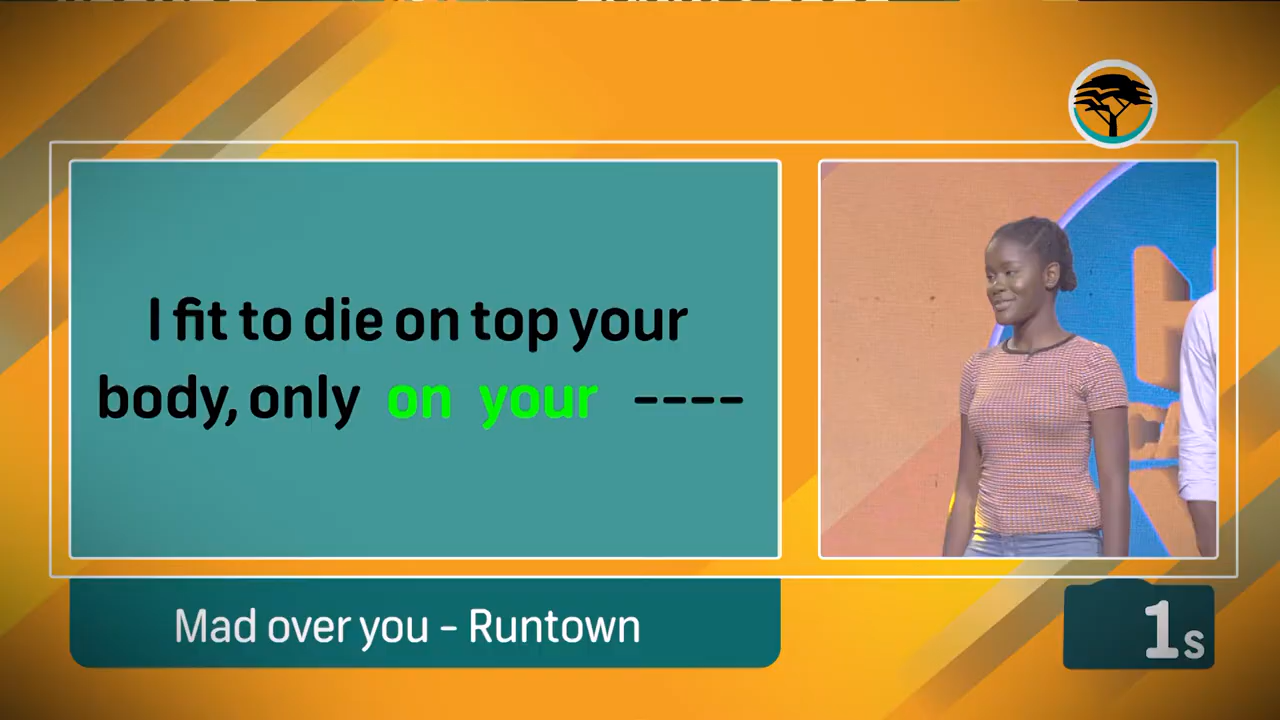 I fit to die on top your
body, only on your ----
Mad over you - Runtown
1s